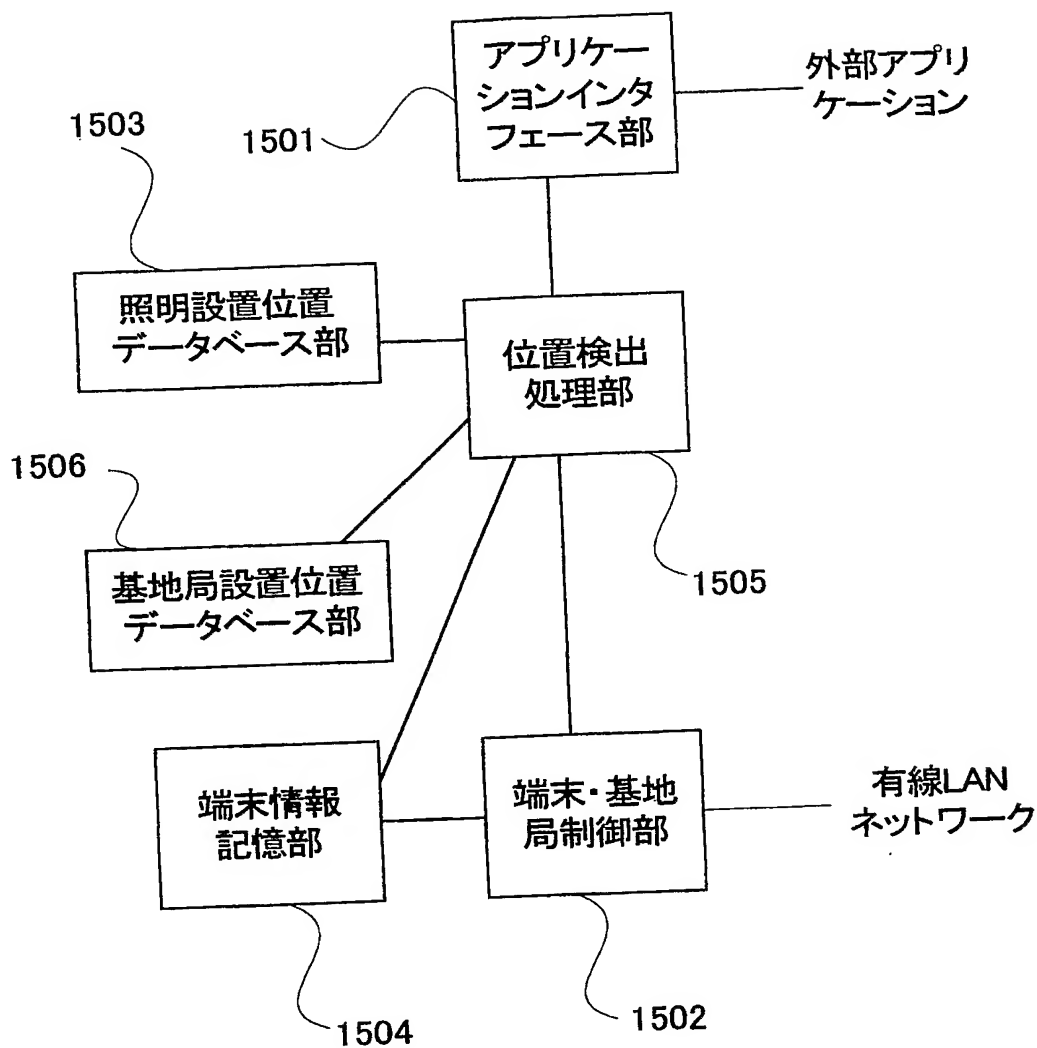 アプリケー
ションインタ
フェース部
外部アプリ
ケーション
1503
1501
照明設置位置
データベース部
位置検出
処理部
1506
基地局設置位置
データベース部
1505
端末情報
記憶部
端末・基地
局制御部
有線LAN
ネットワーク
1504
1502